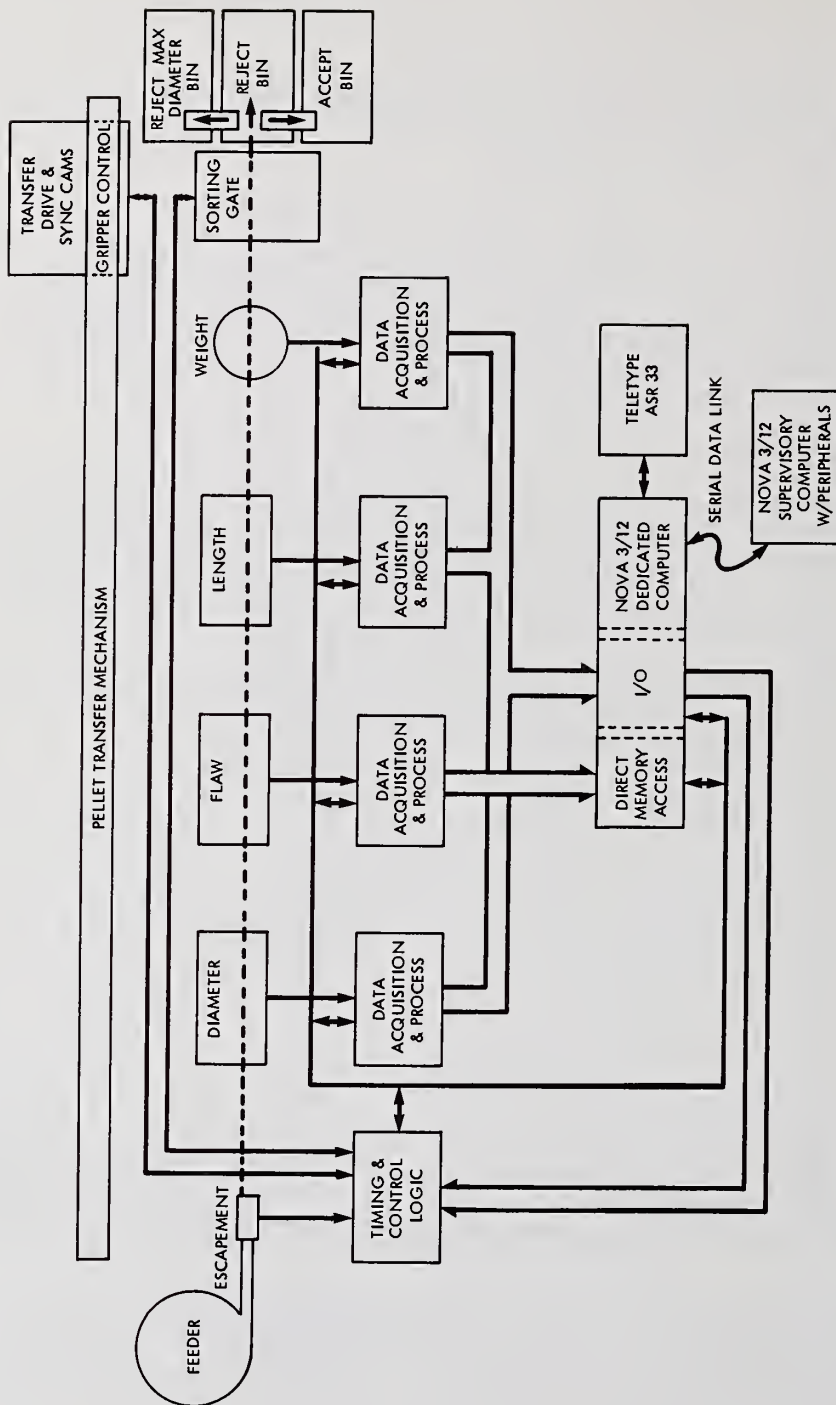 PELLET TRANSFER MECHANISM
TRANSFER
DRIVE &
SYNC CAMS
GRIPPER CONTROL
REJECT MAX
DIAMETER
BIN
REJECT
BIN
ACCEPT
BIN
SORTING
GATE
FEEDER
ESCAPEMENT
DIAMETER
FLAW
LENGTH
WEIGHT
TIMING &
CONTROL
LOGIC
DATA
ACQUISITION
& PROCESS
DATA
ACQUISITION
& PROCESS
DATA
ACQUISITION
& PROCESS
DATA
ACQUISITION
& PROCESS
DIRECT
MEMORY
ACCESS
I/O
NOVA 3/12
DEDICATED
COMPUTER
TELETYPE
ASR 33
SERIAL DATA LINK
NOVA 3/12
SUPERVISORY
COMPUTER
W/PERIPHERALS